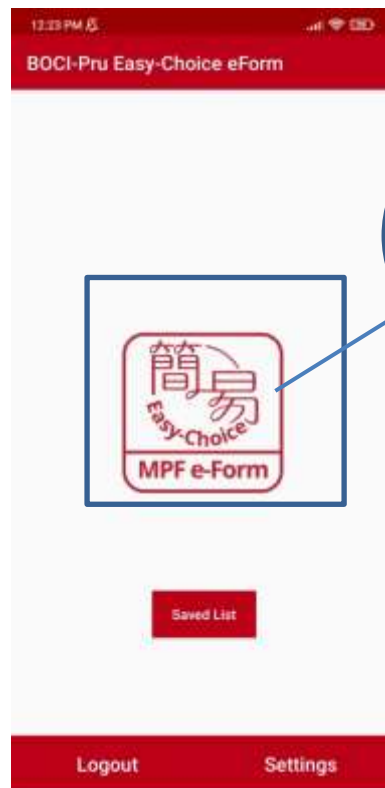 12:23 PM
BOCI-Pru Easy-Choice eForm
簡易
Easy-Choice
MPF e-Form
Saved List
Logout
Settings